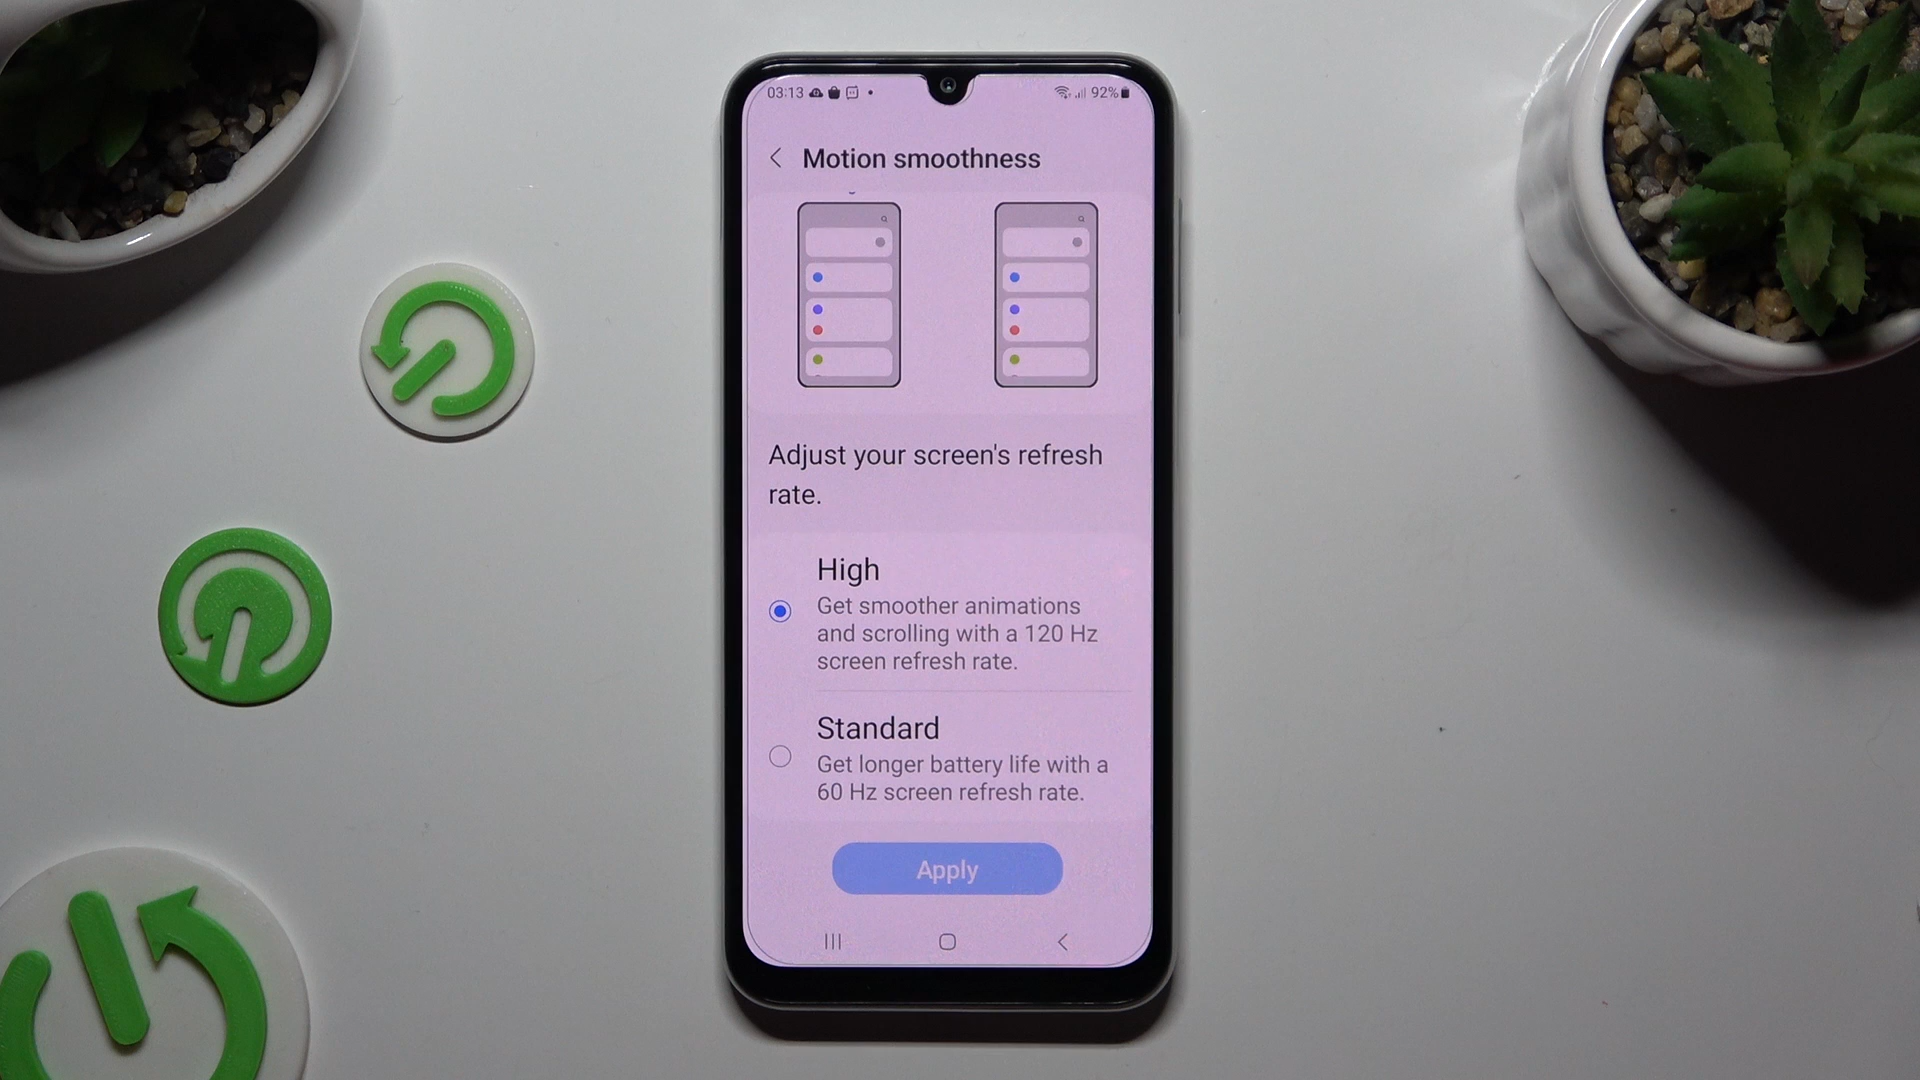 03:13 92%
Motion smoothness
Adjust your screen's refresh
rate.
High
Get smoother animations
and scrolling with a 120 Hz
screen refresh rate.
Standard
Get longer battery life with a
60 Hz screen refresh rate.
Apply